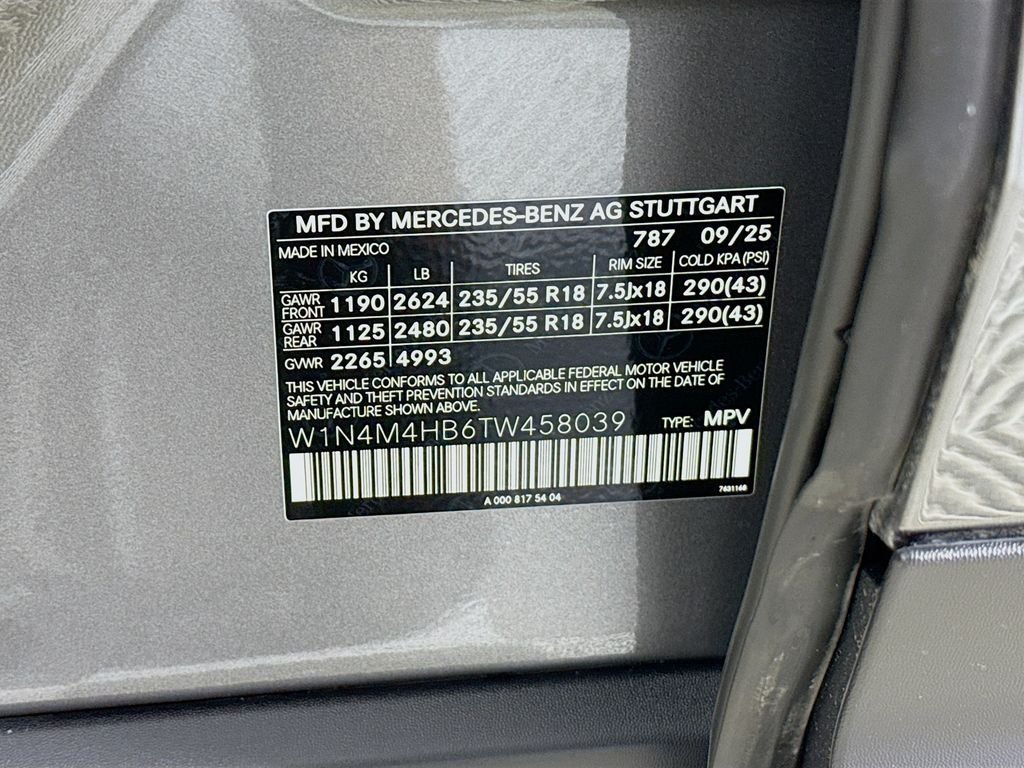 MFD BY MERCEDES-BENZ AG STUTTGART
MADE IN MEXICO 787 09/25
KG LB TIRES RIM SIZE COLD KPA (PSI)
GAWR FRONT 1190 2624 235/55 R18 7.5Jx18 290(43)
GAWR REAR 1125 2480 235/55 R18 7.5Jx18 290(43)
GVWR 2265 4993
THIS VEHICLE CONFORMS TO ALL APPLICABLE FEDERAL MOTOR VEHICLE
SAFETY AND THEFT PREVENTION STANDARDS IN EFFECT ON THE DATE OF
MANUFACTURE SHOWN ABOVE.
W1N4M4HB6TW458039 TYPE: MPV
A 000 817 54 04 7631168